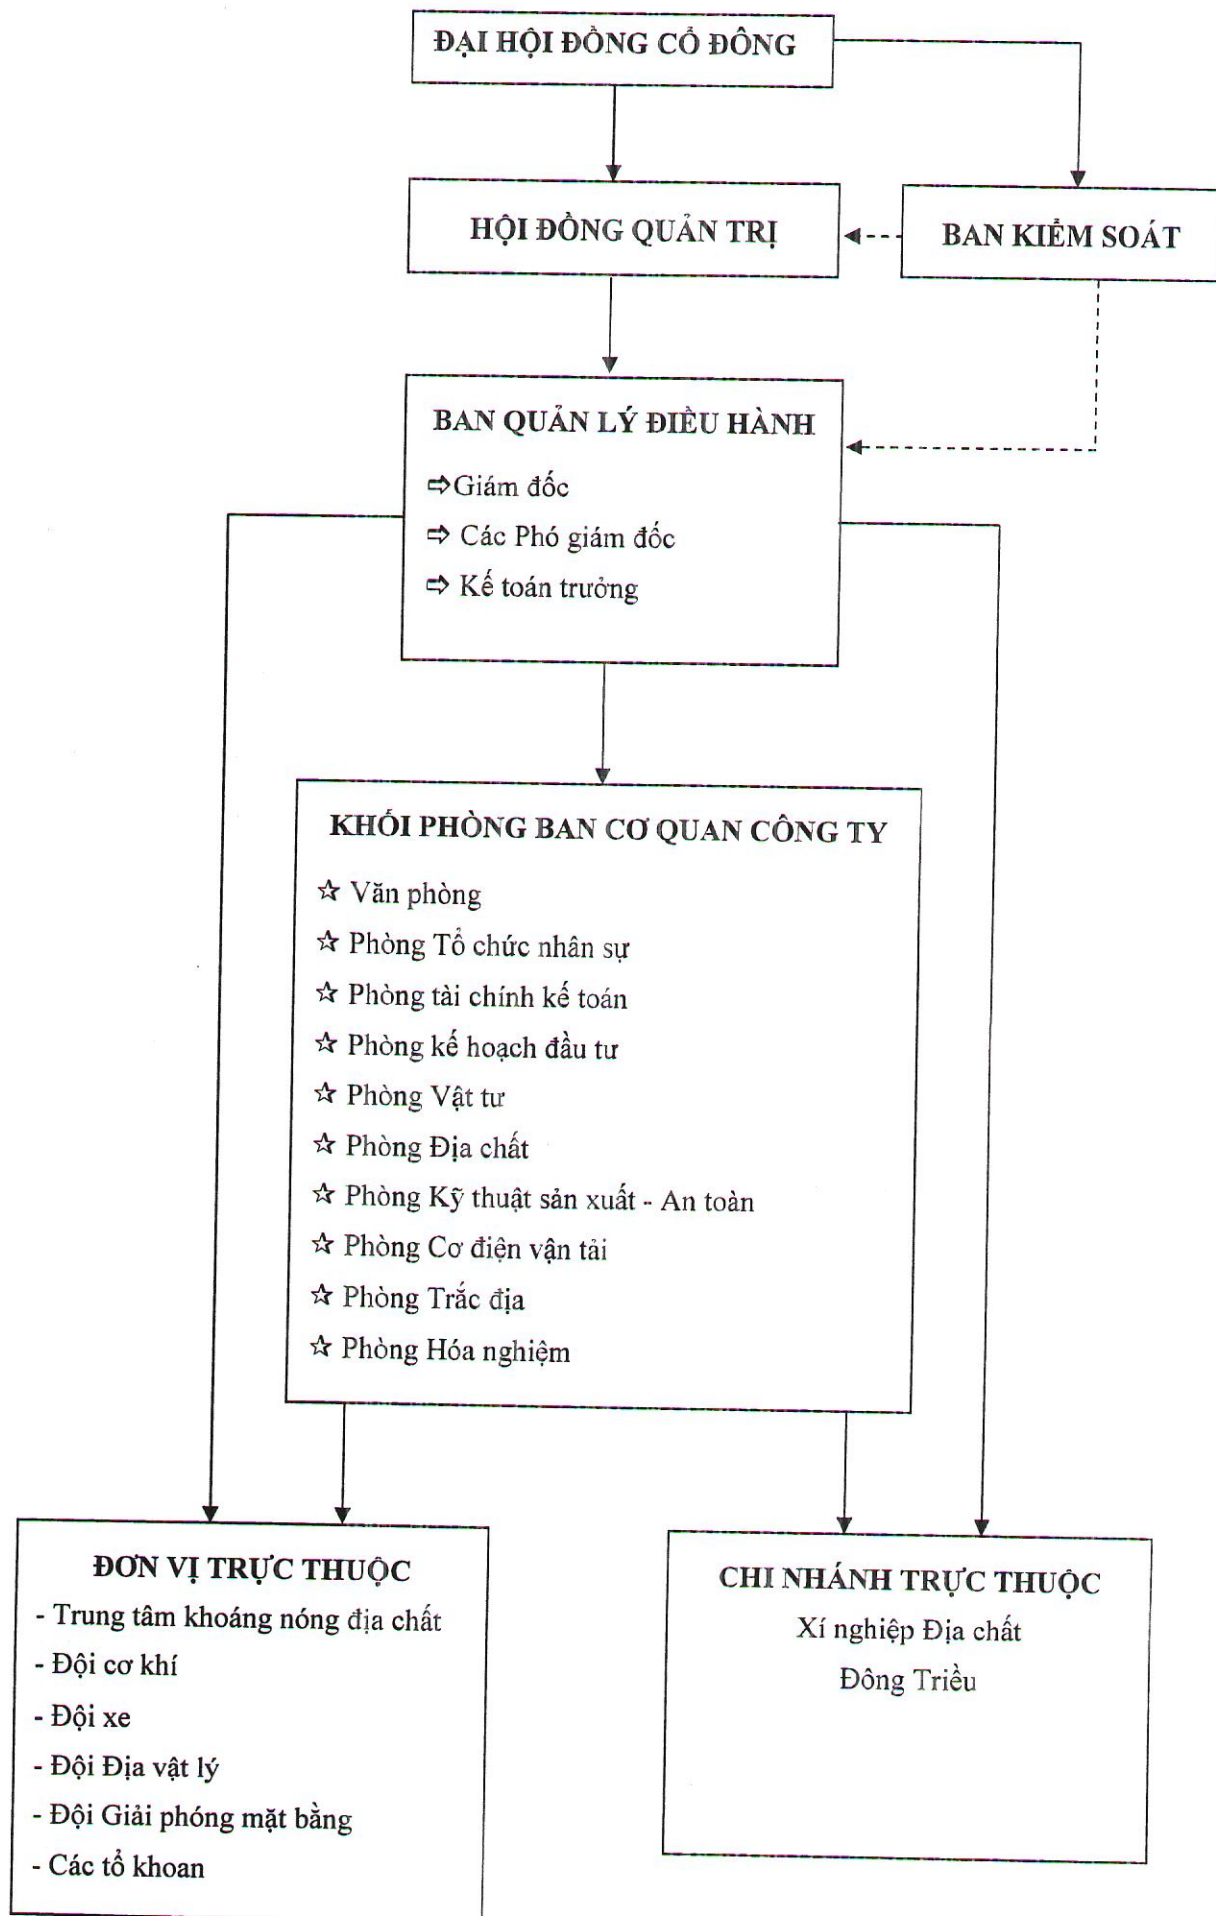 ĐẠI HỘI ĐỒNG CỔ ĐÔNG
HỘI ĐỒNG QUẢN TRỊ
BAN KIỂM SOÁT
BAN QUẢN LÝ ĐIỀU HÀNH
⇨Giám đốc
⇨ Các Phó giám đốc
⇨ Kế toán trưởng
KHỐI PHÒNG BAN CƠ QUAN CÔNG TY
☆ Văn phòng
☆ Phòng Tổ chức nhân sự
☆ Phòng tài chính kế toán
☆ Phòng kế hoạch đầu tư
☆ Phòng Vật tư
☆ Phòng Địa chất
☆ Phòng Kỹ thuật sản xuất - An toàn
☆ Phòng Cơ điện vận tải
☆ Phòng Trắc địa
☆ Phòng Hóa nghiệm
ĐƠN VỊ TRỰC THUỘC
- Trung tâm khoáng nóng địa chất
- Đội cơ khí
- Đội xe
- Đội Địa vật lý
- Đội Giải phóng mặt bằng
- Các tổ khoan
CHI NHÁNH TRỰC THUỘC
Xí nghiệp Địa chất
Đông Triều